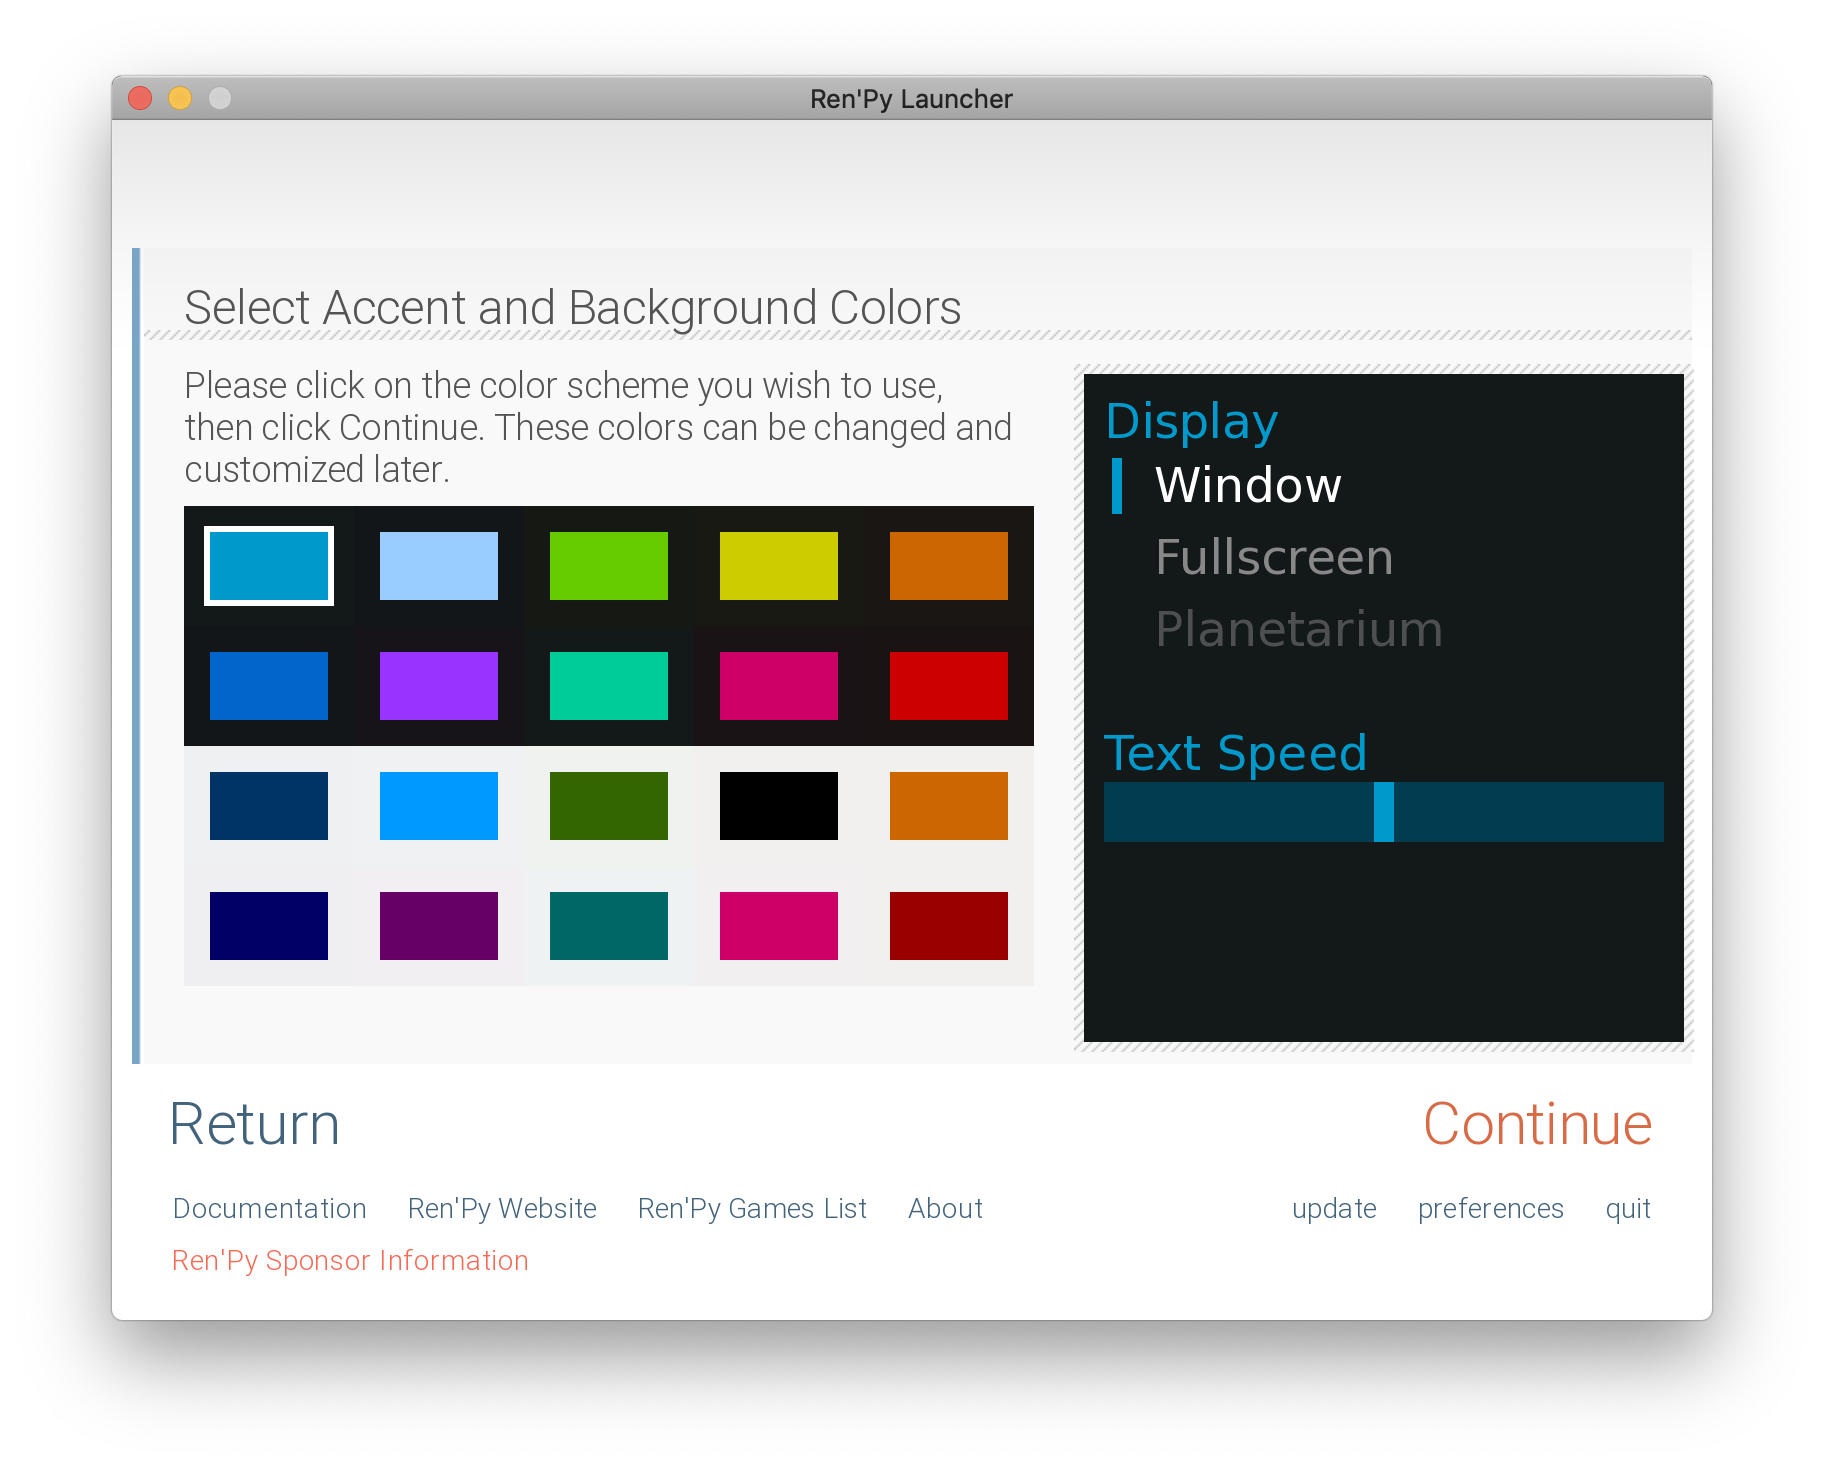 Ren'Py Launcher
Select Accent and Background Colors
Please click on the color scheme you wish to use,
then click Continue. These colors can be changed and
customized later.
Display
Window
Fullscreen
Planetarium
Text Speed
Return
Continue
Documentation Ren'Py Website Ren'Py Games List About
update preferences quit
Ren'Py Sponsor Information